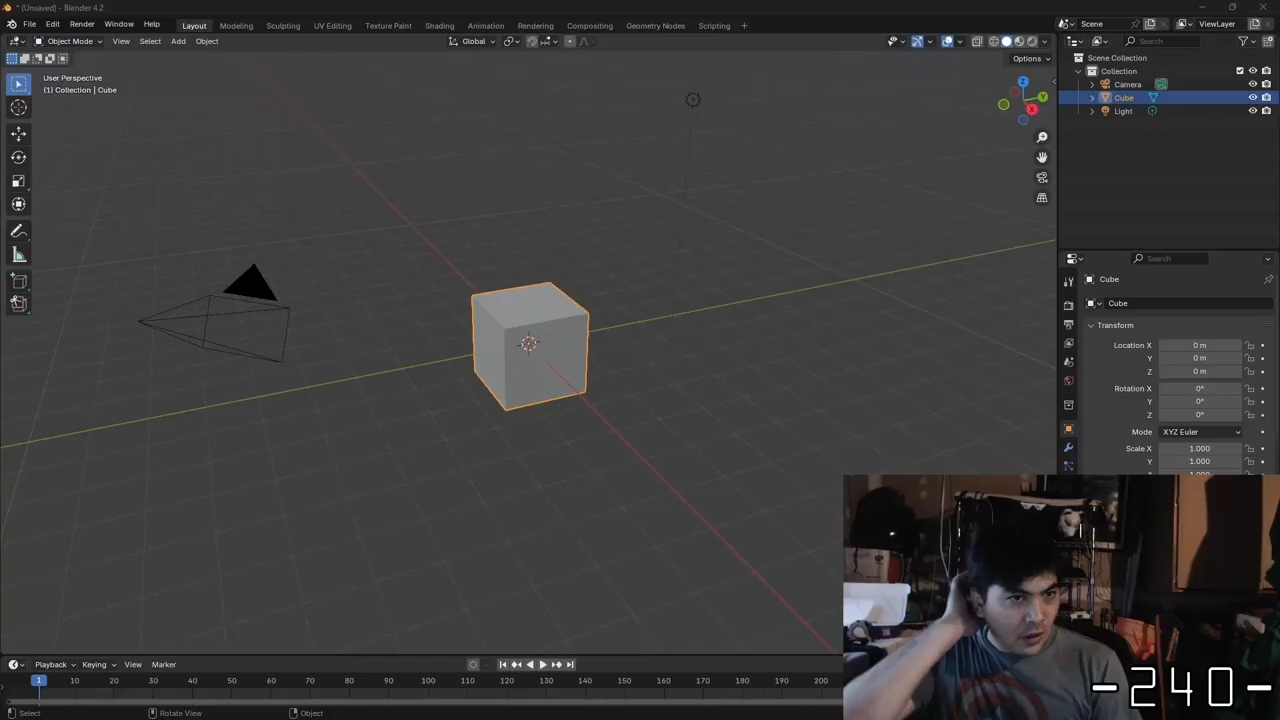 * (Unsaved) - Blender 4.2
File Edit Render Window Help Layout Modeling Sculpting UV Editing Texture Paint Shading Animation Rendering Compositing Geometry Nodes Scripting + Scene ViewLayer
Object Mode View Select Add Object Global Search
Options
User Perspective
(1) Collection | Cube
Z
Y
X
Scene Collection
Collection
Camera
Cube
Light
Search
Cube
Cube
Transform
Location X 0 m
Y 0 m
Z 0 m
Rotation X 0°
Y 0°
Z 0°
Mode XYZ Euler
Scale X 1.000
Y 1.000
Playback Keying View Marker
1 10 20 30 40 50 60 70 80 90 100 110 120 130 140 150 160 170 180 190 200
Select Rotate View Object
-240-